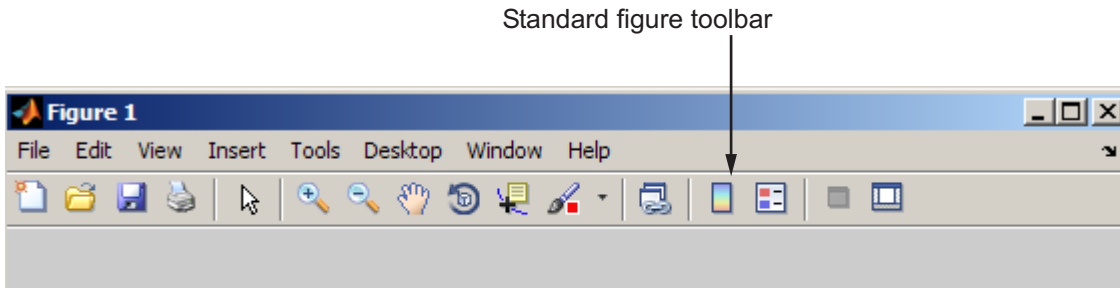 Standard figure toolbar
Figure 1
File Edit View Insert Tools Desktop Window Help